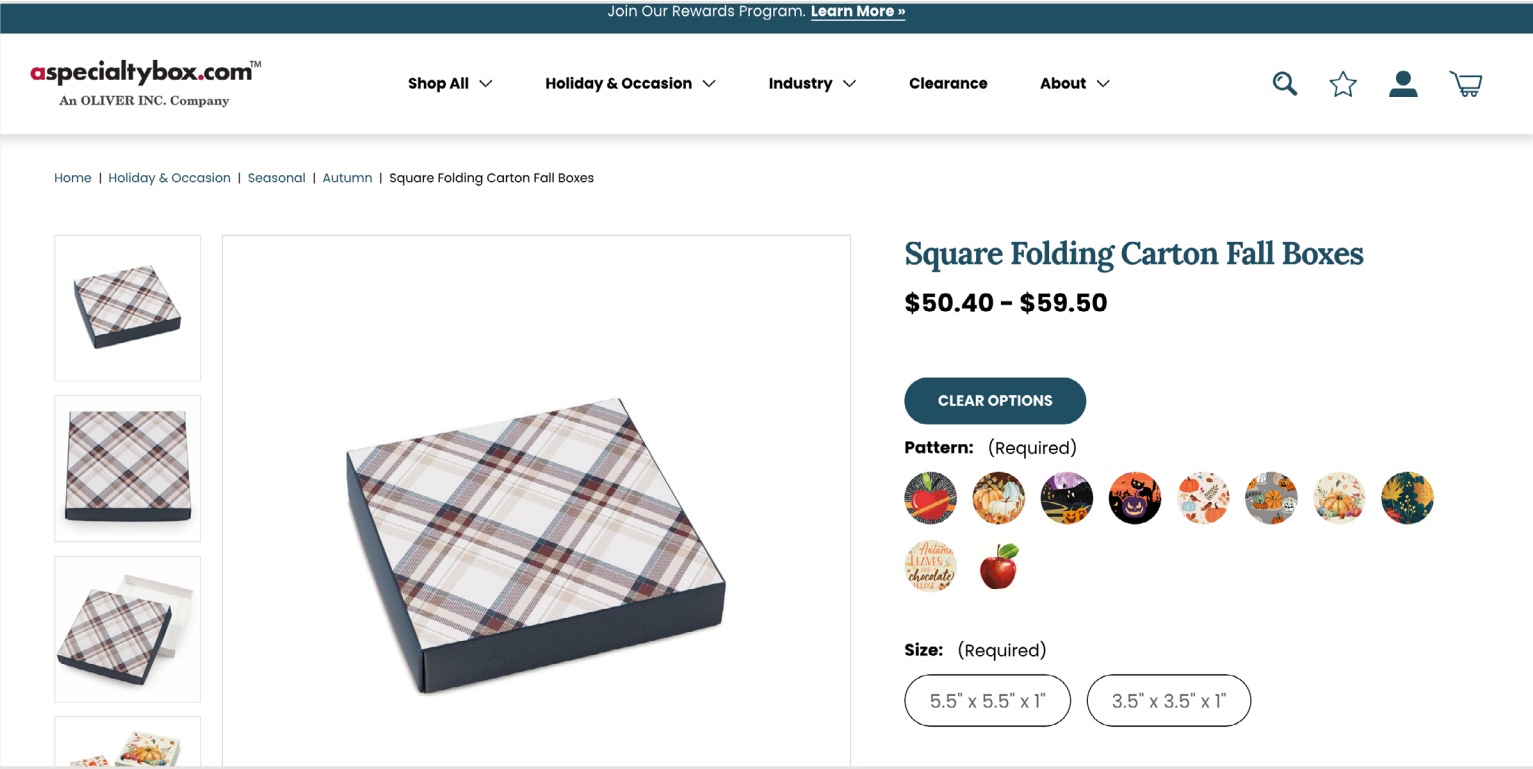 Join Our Rewards Program. Learn More »
aspecialtybox.com™
An OLIVER INC. Company
Shop All
Holiday & Occasion
Industry
Clearance
About
Home | Holiday & Occasion | Seasonal | Autumn | Square Folding Carton Fall Boxes
Square Folding Carton Fall Boxes
$50.40 - $59.50
CLEAR OPTIONS
Pattern: (Required)
Autumn
LEAVES
AND
chocolate
PLEASE
Size: (Required)
5.5" x 5.5" x 1"
3.5" x 3.5" x 1"